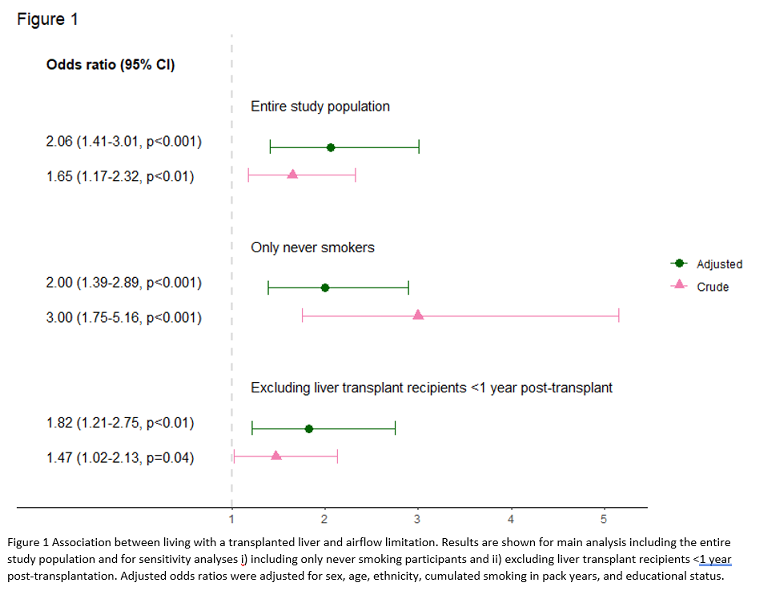 Figure 1
Odds ratio (95% CI)
Entire study population
2.06 (1.41-3.01, p<0.001)
1.65 (1.17-2.32, p<0.01)
Only never smokers
2.00 (1.39-2.89, p<0.001)
3.00 (1.75-5.16, p<0.001)
Adjusted
Crude
Excluding liver transplant recipients <1 year post-transplant
1.82 (1.21-2.75, p<0.01)
1.47 (1.02-2.13, p=0.04)
1 2 3 4 5
Figure 1 Association between living with a transplanted liver and airflow limitation. Results are shown for main analysis including the entire
study population and for sensitivity analyses i) including only never smoking participants and ii) excluding liver transplant recipients <1 year
post-transplantation. Adjusted odds ratios were adjusted for sex, age, ethnicity, cumulated smoking in pack years, and educational status.